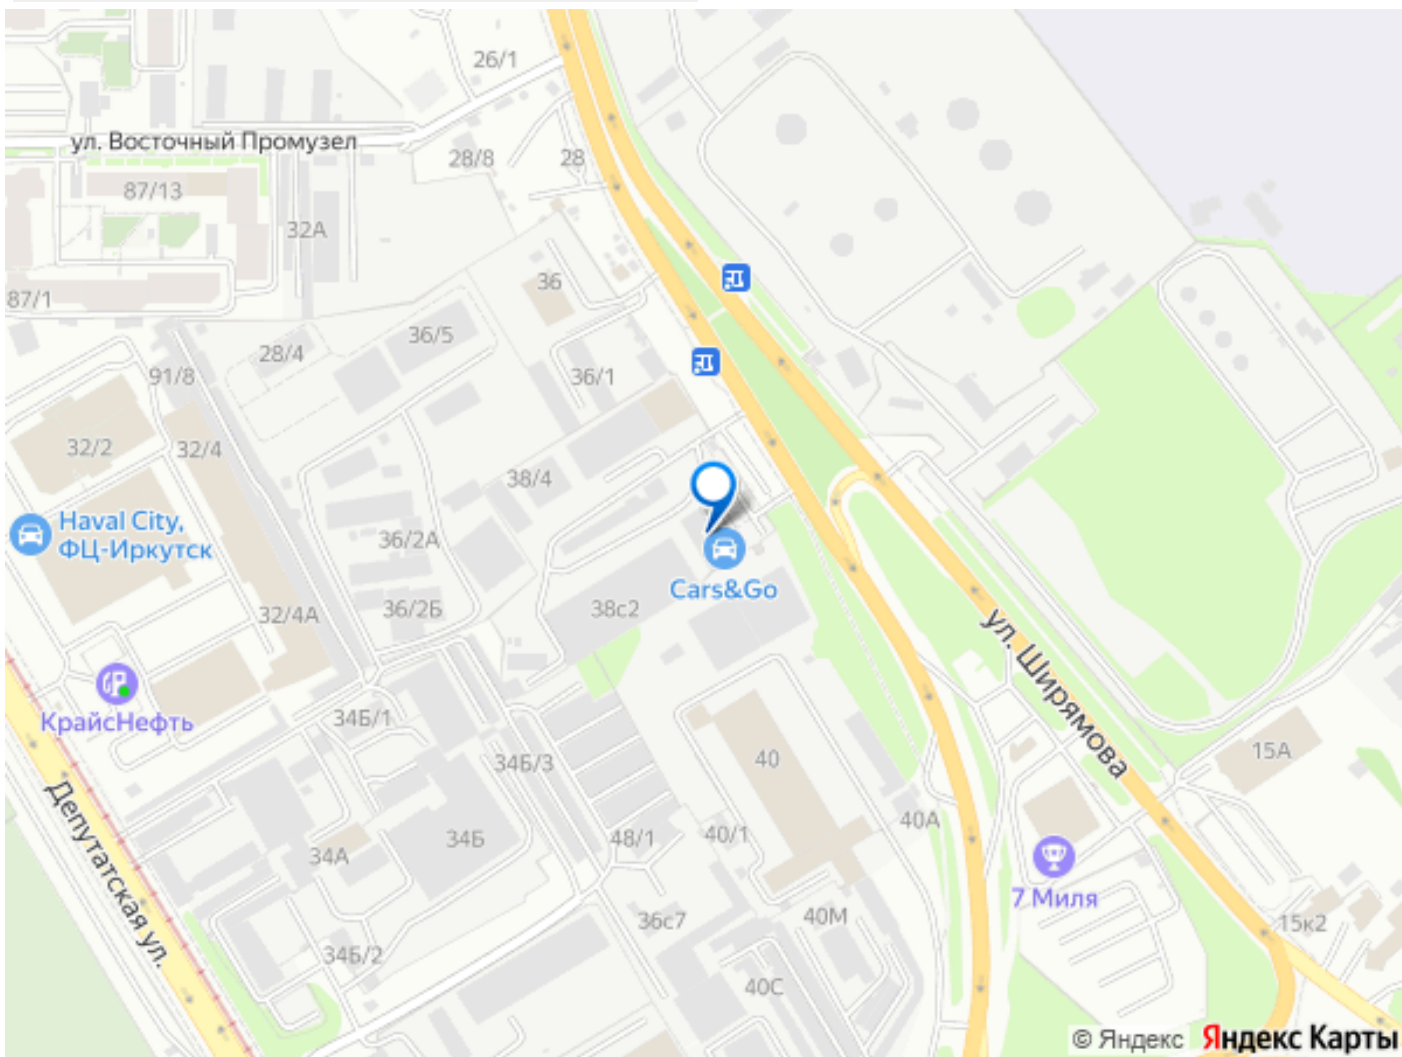 26/1
ул. Восточный Промузел
28/8
28
87/13
32А
36
87/1
36/5
28/4
91/8
36/1
32/2
32/4
38/4
Haval City,
ФЦ-Иркутск
36/2А
Cars&Go
36/2Б
38с2
32/4А
ул. Ширямова
КрайсНефть
34Б/1
34Б/3
40
15А
Депутатская ул.
34А
34Б
48/1
40/1
40А
7 Миля
36с7
40М
15к2
34Б/2
40С
© Яндекс Яндекс Карты